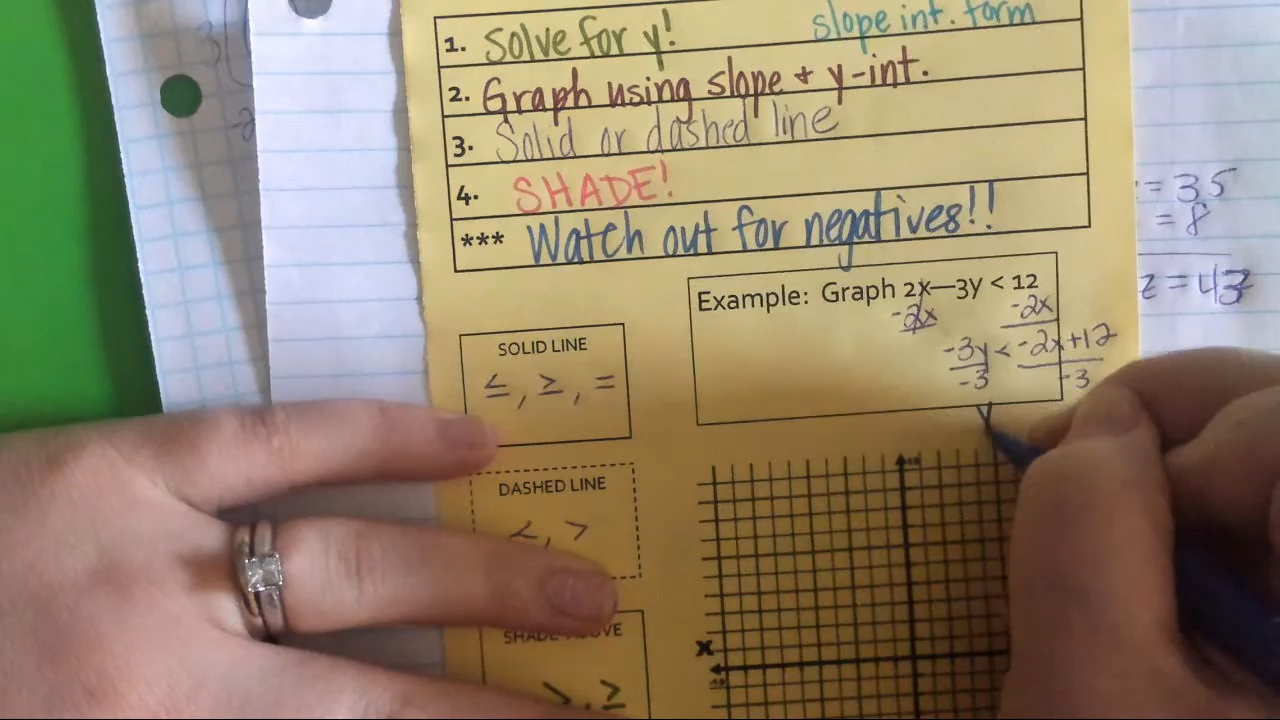 1. Solve for y! slope int. form
2. Graph using slope + y-int.
3. Solid or dashed line
4. SHADE!
*** Watch out for negatives!!
= 35
= 8
z = 43
Example: Graph 2x—3y < 12
-2x -2x
-3y < -2x+12
-3 -3
y
SOLID LINE
≤, ≥, =
DASHED LINE
<, >
SHADE ABOVE
>, ≥
x